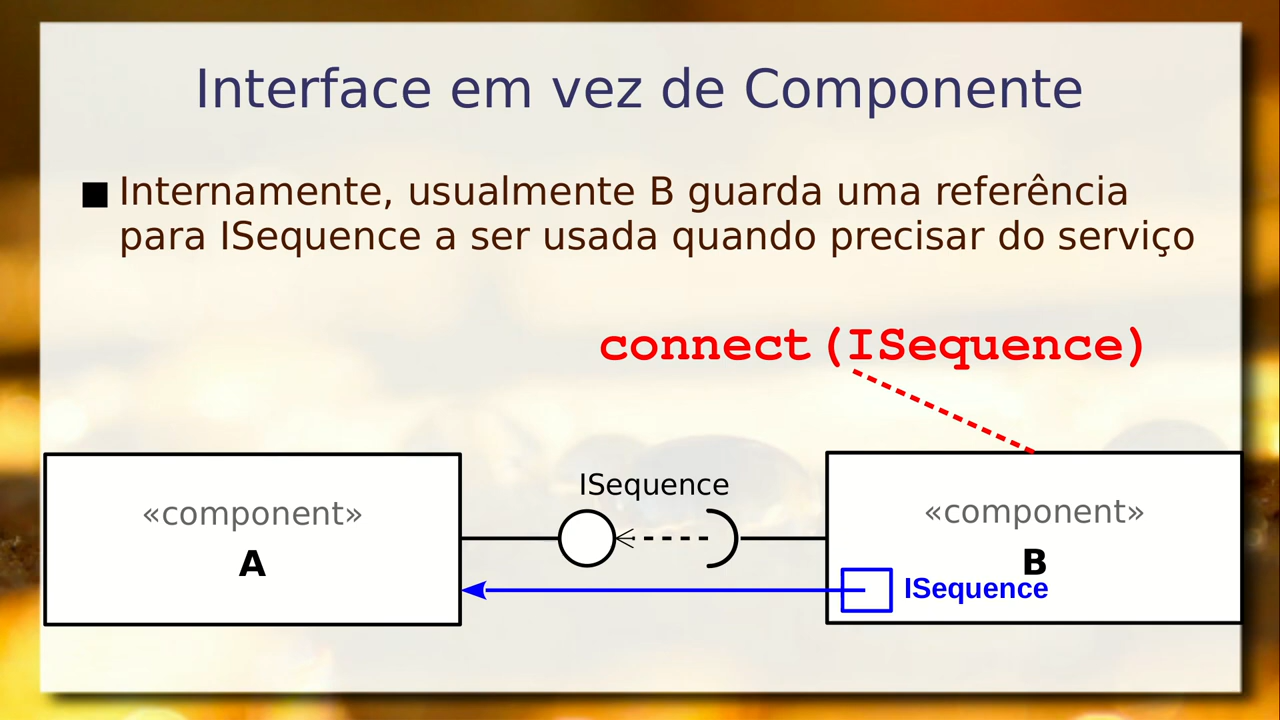 Interface em vez de Componente
Internamente, usualmente B guarda uma referência
para ISequence a ser usada quando precisar do serviço
connect(ISequence)
ISequence
«component»
A
«component»
B
ISequence